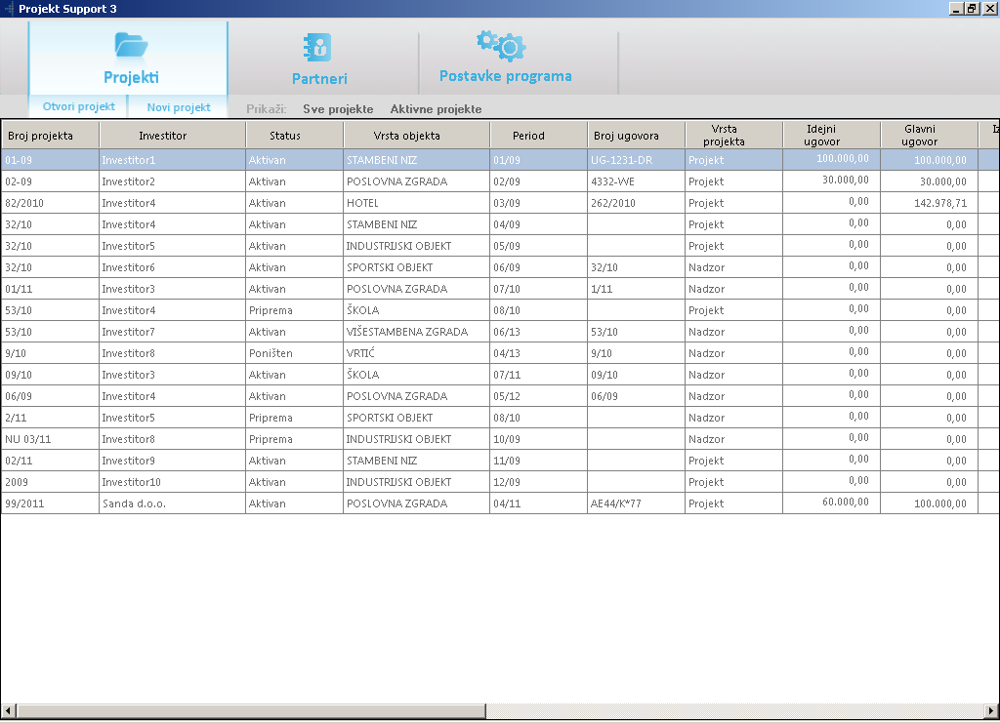 Projekt Support 3
Projekti
Partneri
Postavke programa
Otvori projekt Novi projekt Prikaži: Sve projekte Aktivne projekte
Broj projekta Investitor Status Vrsta objekta Period Broj ugovora Vrsta projekta Idejni ugovor Glavni ugovor
01-09 Investitor1 Aktivan STAMBENI NIZ 01/09 UG-1231-DR Projekt 100.000,00 100.000,00
02-09 Investitor2 Aktivan POSLOVNA ZGRADA 02/09 4332-WE Projekt 30.000,00 30.000,00
82/2010 Investitor4 Aktivan HOTEL 03/09 262/2010 Projekt 0,00 142.978,71
32/10 Investitor4 Aktivan STAMBENI NIZ 04/09 Projekt 0,00 0,00
32/10 Investitor5 Aktivan INDUSTRIJSKI OBJEKT 05/09 Projekt 0,00 0,00
32/10 Investitor6 Aktivan SPORTSKI OBJEKT 06/09 32/10 Nadzor 0,00 0,00
01/11 Investitor3 Aktivan POSLOVNA ZGRADA 07/10 1/11 Nadzor 0,00 0,00
53/10 Investitor4 Priprema ŠKOLA 08/10 Projekt 0,00 0,00
53/10 Investitor7 Aktivan VIŠESTAMBENA ZGRADA 06/13 53/10 Nadzor 0,00 0,00
9/10 Investitor8 Poništen VRTIĆ 04/13 9/10 Nadzor 0,00 0,00
09/10 Investitor3 Aktivan ŠKOLA 07/11 09/10 Nadzor 0,00 0,00
06/09 Investitor4 Aktivan POSLOVNA ZGRADA 05/12 06/09 Nadzor 0,00 0,00
2/11 Investitor5 Priprema SPORTSKI OBJEKT 08/10 Nadzor 0,00 0,00
NU 03/11 Investitor8 Priprema INDUSTRIJSKI OBJEKT 10/09 Nadzor 0,00 0,00
02/11 Investitor9 Aktivan STAMBENI NIZ 11/09 Projekt 0,00 0,00
2009 Investitor10 Aktivan INDUSTRIJSKI OBJEKT 12/09 Projekt 0,00 0,00
99/2011 Sanda d.o.o. Aktivan POSLOVNA ZGRADA 04/11 AE44/K*77 Projekt 60.000,00 100.000,00